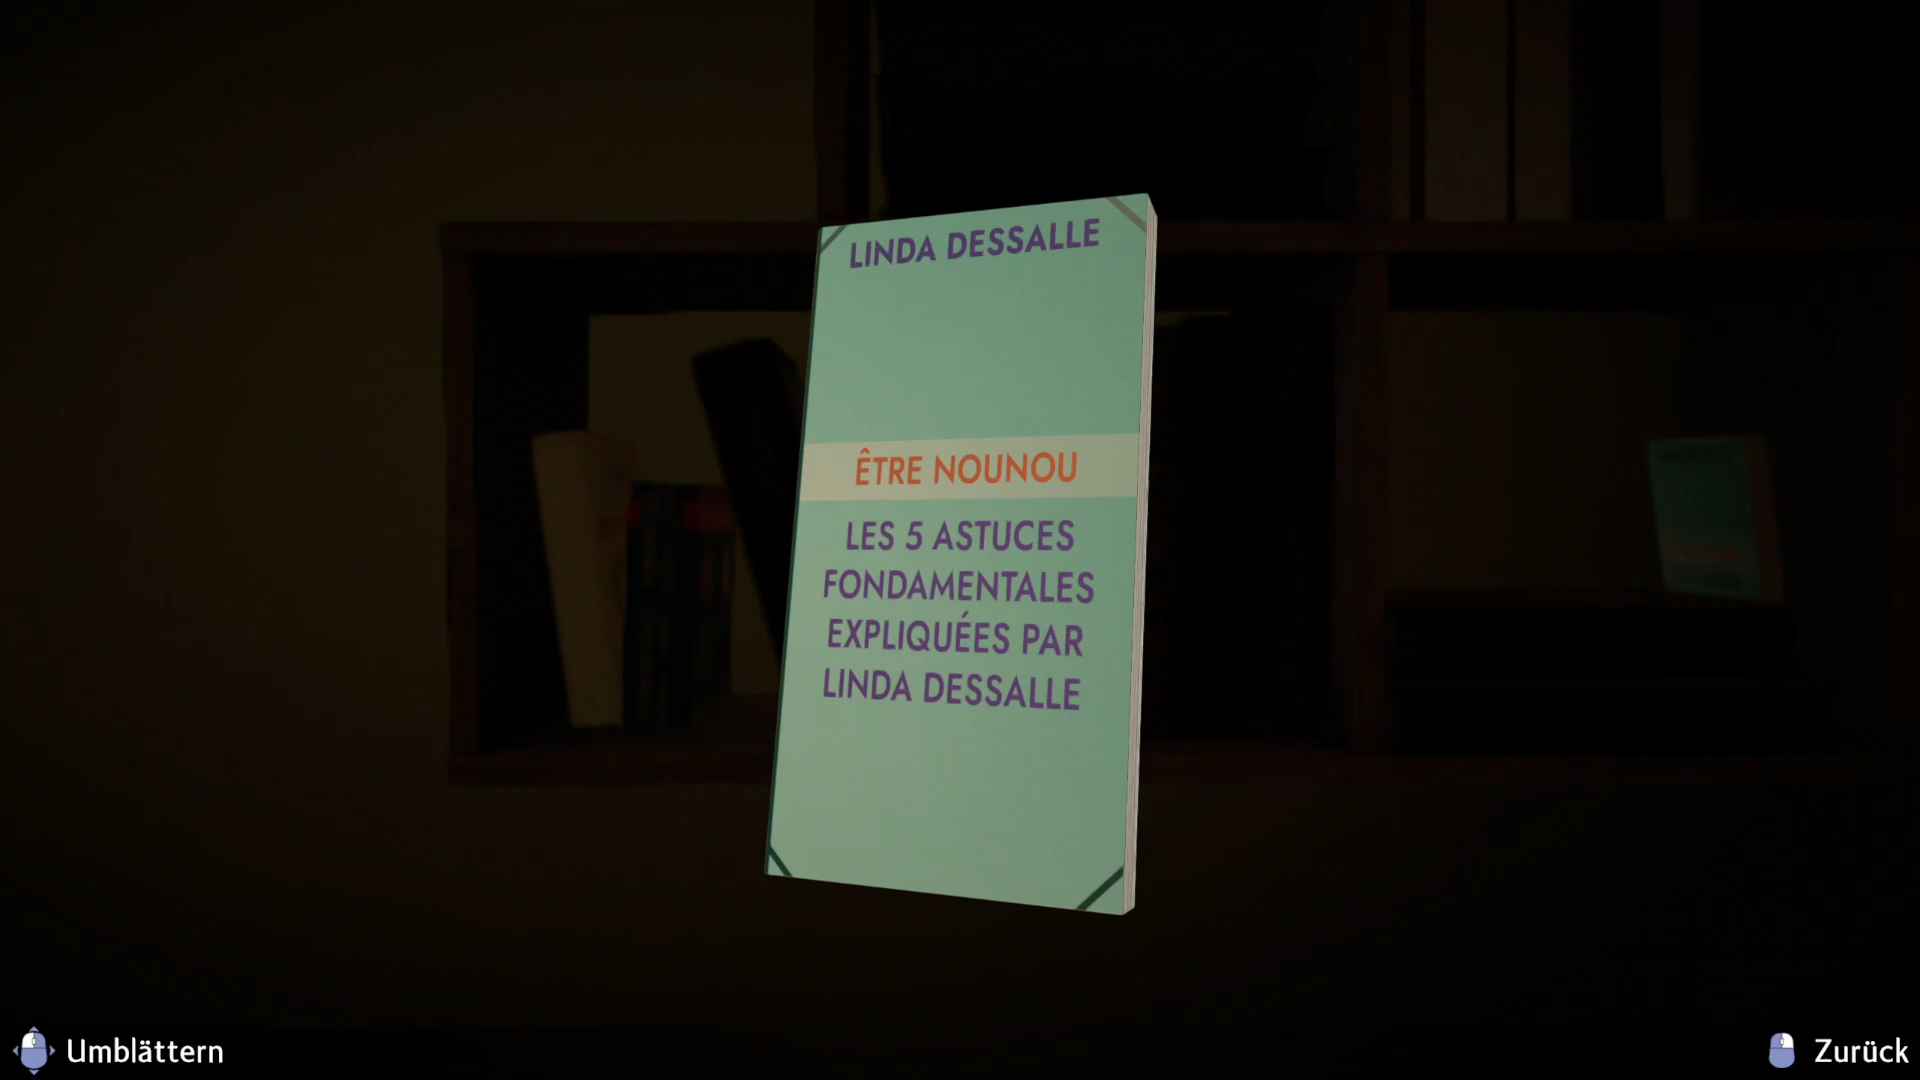 LINDA DESSALLE
ÊTRE NOUNOU
LES 5 ASTUCES
FONDAMENTALES
EXPLIQUÉES PAR
LINDA DESSALLE
Umblättern
Zurück